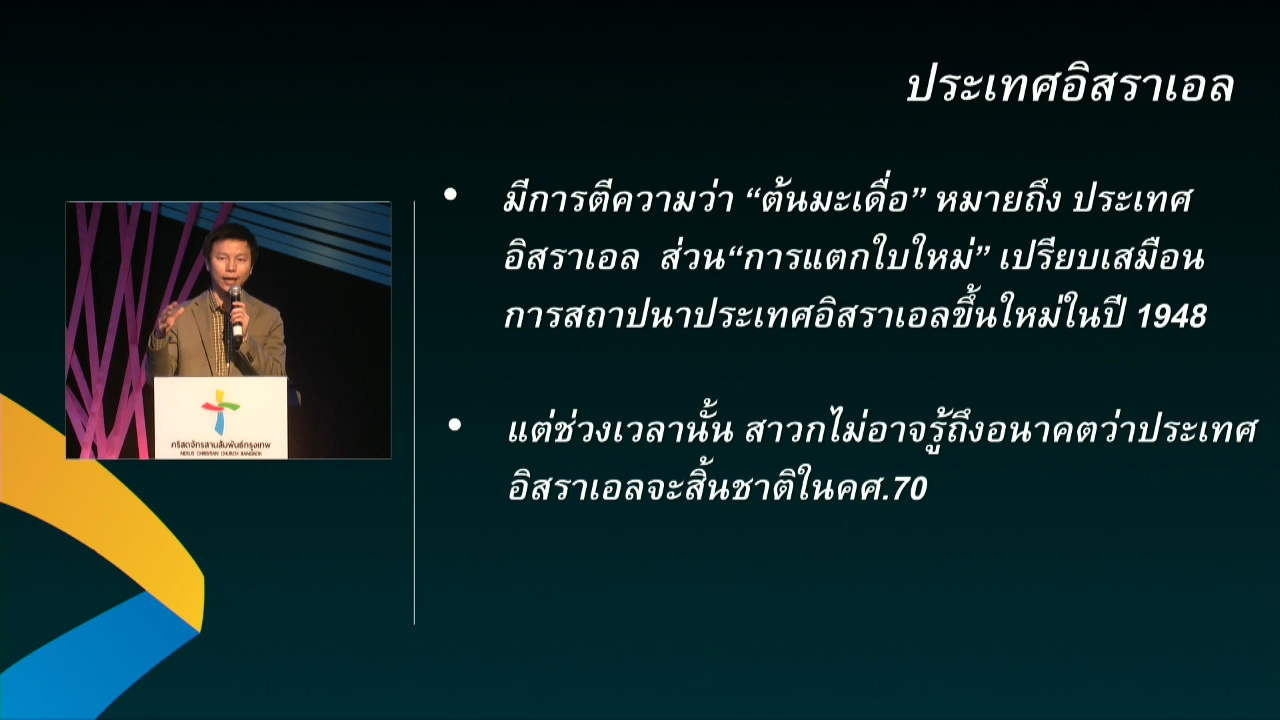 ประเทศอิสราเอล
• มีการตีความว่า “ต้นมะเดื่อ” หมายถึง ประเทศ
อิสราเอล ส่วน“การแตกใบใหม่” เปรียบเสมือน
การสถาปนาประเทศอิสราเอลขึ้นใหม่ในปี 1948
• แต่ช่วงเวลานั้น สาวกไม่อาจรู้ถึงอนาคตว่าประเทศ
อิสราเอลจะสิ้นชาติในคศ.70
คริสตจักรสานสัมพันธ์กรุงเทพ
NEXUS CHRISTIAN CHURCH BANGKOK